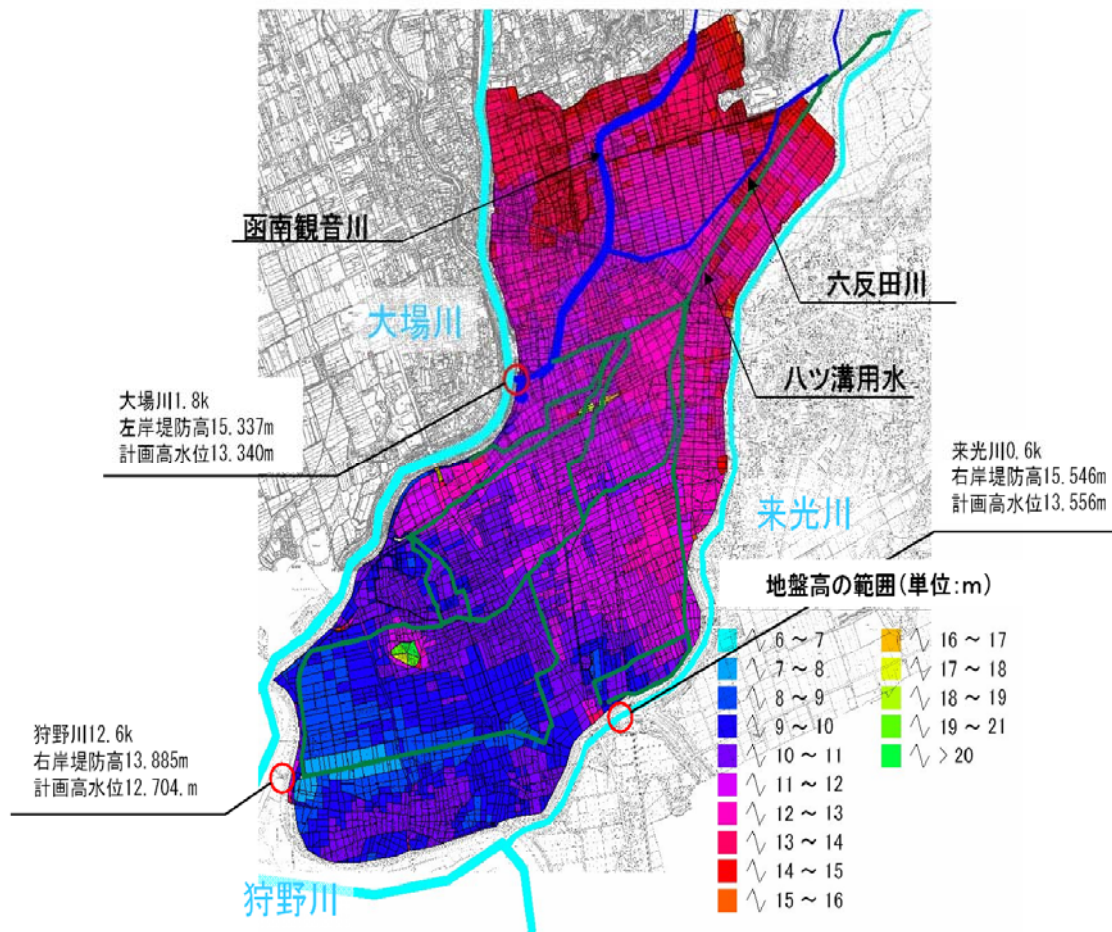 函南観音川
六反田川
大場川
八ツ溝用水
大場川1.8k
左岸堤防高15.337m
計画高水位13.340m
来光川0.6k
右岸堤防高15.546m
計画高水位13.556m
来光川
地盤高の範囲(単位:m)
6 ~ 7
7 ~ 8
8 ~ 9
9 ~ 10
10 ~ 11
11 ~ 12
12 ~ 13
13 ~ 14
14 ~ 15
15 ~ 16
16 ~ 17
17 ~ 18
18 ~ 19
19 ~ 21
> 20
狩野川12.6k
右岸堤防高13.885m
計画高水位12.704.m
狩野川